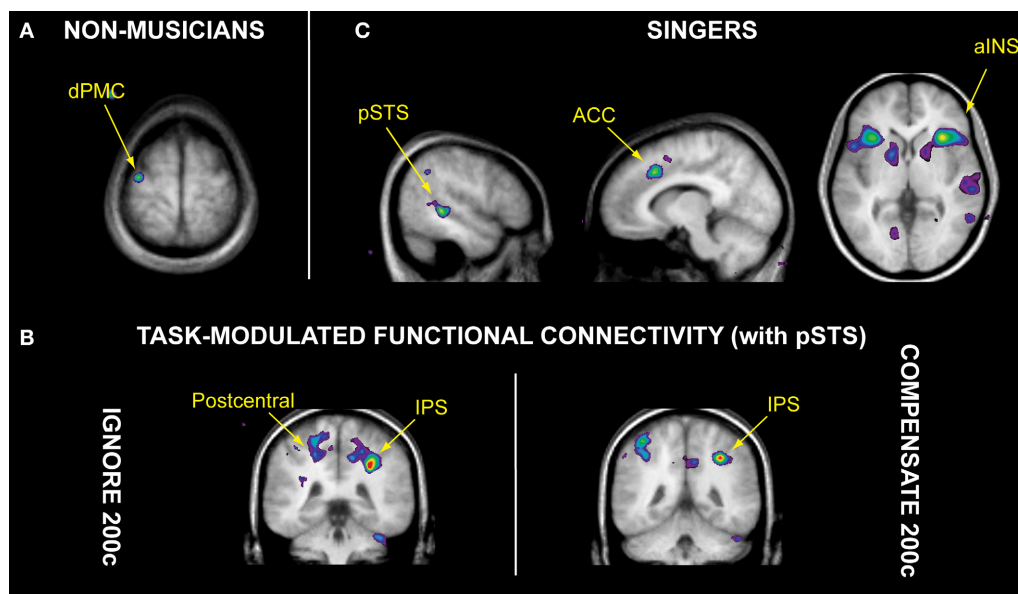 A
NON-MUSICIANS
dPMC
C
SINGERS
pSTS
ACC
aINS
B
TASK-MODULATED FUNCTIONAL CONNECTIVITY (with pSTS)
IGNORE 200c
Postcentral
IPS
IPS
COMPENSATE 200c